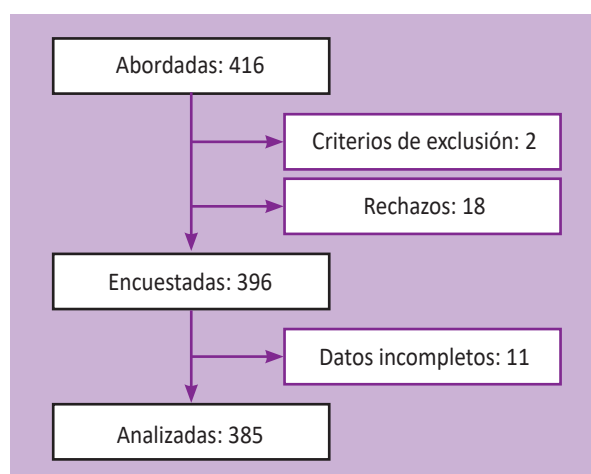 Abordadas: 416
Criterios de exclusión: 2
Rechazos: 18
Encuestadas: 396
Datos incompletos: 11
Analizadas: 385